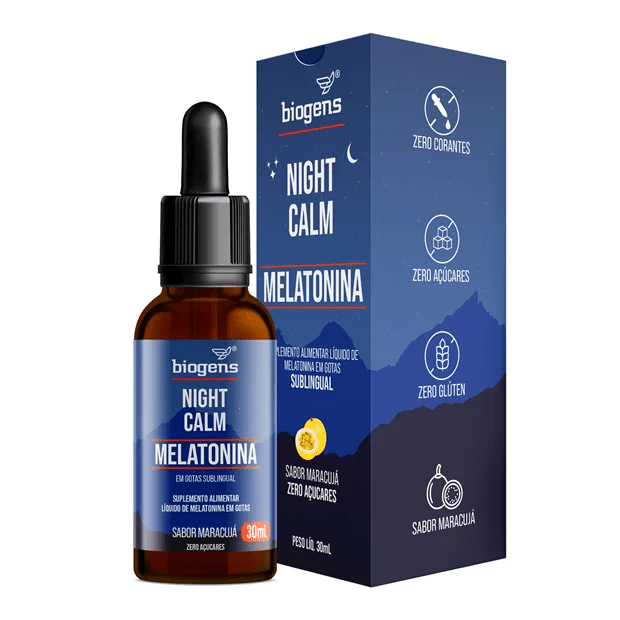 biogens®
NIGHT
CALM
MELATONINA
EM GOTAS SUBLINGUAL
SUPLEMENTO ALIMENTAR
LÍQUIDO DE MELATONINA EM GOTAS
SABOR MARACUJÁ 30mL
ZERO AÇUCARES
biogens®
NIGHT
CALM
MELATONINA
PLEMENTO ALIMENTAR LÍQUIDO DE
MELATONINA EM GOTAS
SUBLINGUAL
SABOR MARACUJÁ
ZERO AÇUCARES
PESO LÍQ. 30mL
ZERO CORANTES
ZERO AÇÚCARES
ZERO GLÚTEN
SABOR MARACUJÁ